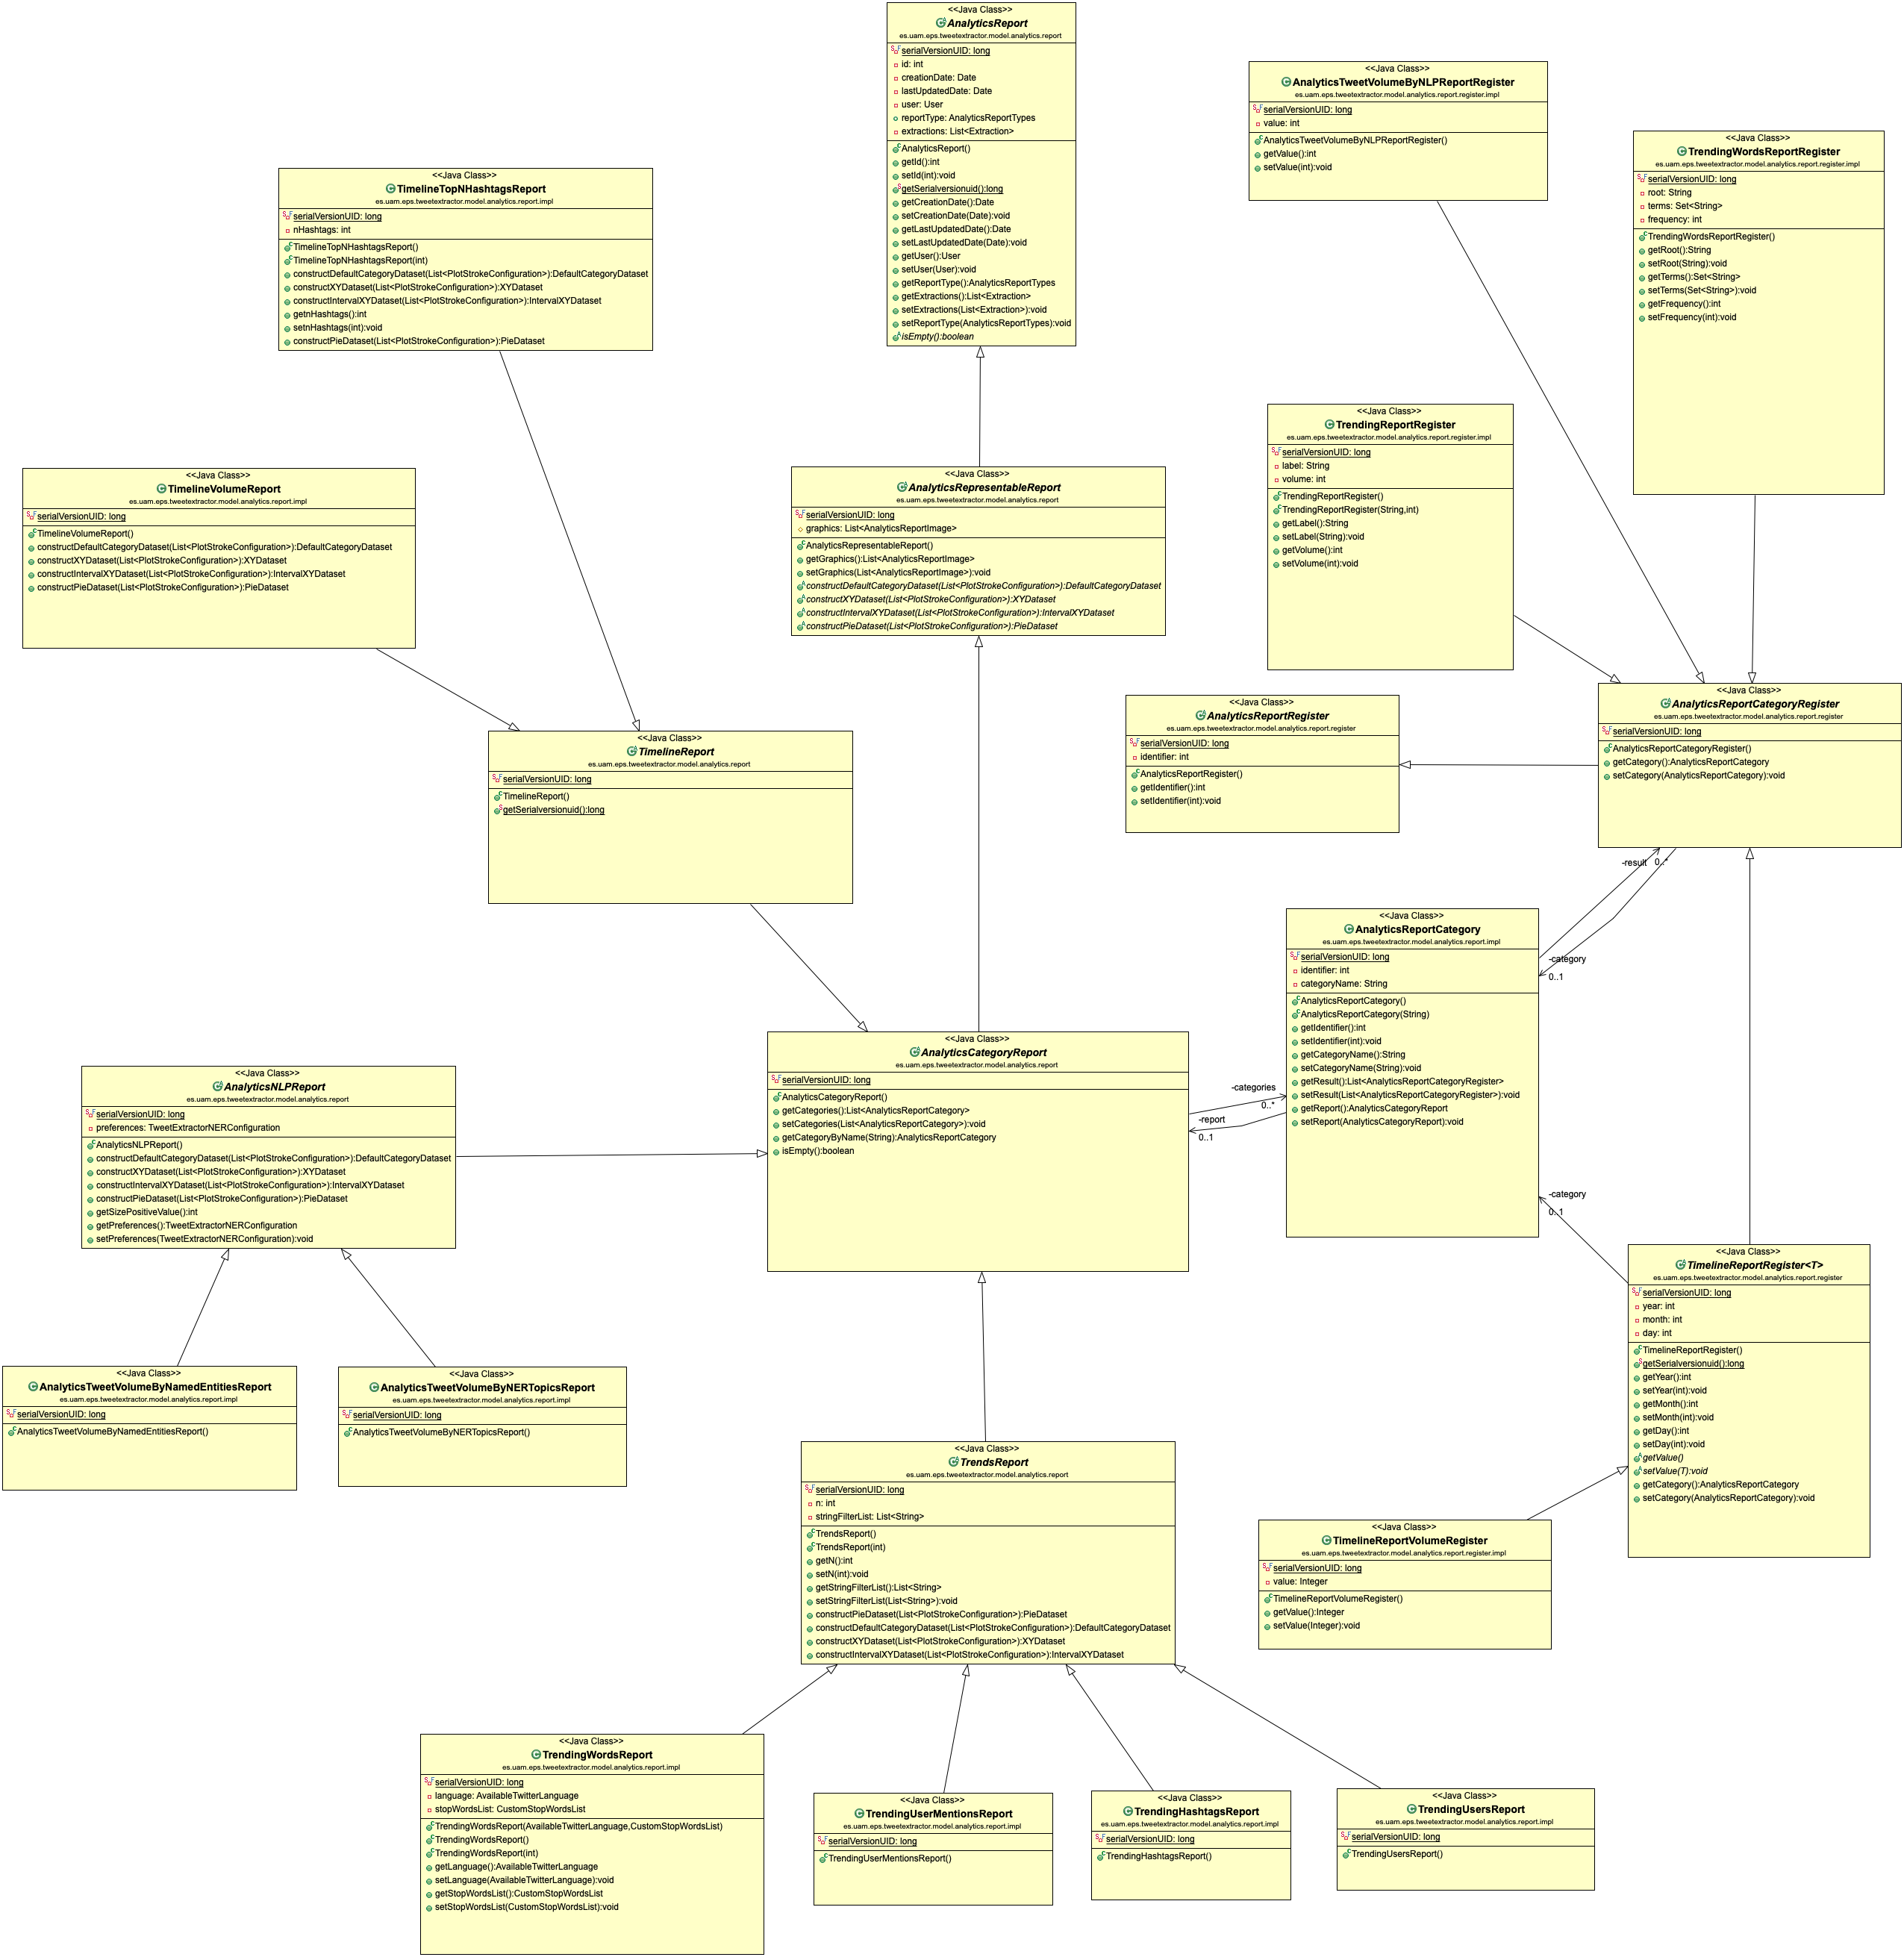 <<Java Class>>
AnalyticsReport
es.uam.eps.tweetextractor.model.analytics.report
serialVersionUID: long
id: int
creationDate: Date
lastUpdatedDate: Date
user: User
reportType: AnalyticsReportTypes
extractions: List<Extraction>
AnalyticsReport()
getId():int
setId(int):void
getSerialversionuid():long
getCreationDate():Date
setCreationDate(Date):void
getLastUpdatedDate():Date
setLastUpdatedDate(Date):void
getUser():User
setUser(User):void
getReportType():AnalyticsReportTypes
getExtractions():List<Extraction>
setExtractions(List<Extraction>):void
setReportType(AnalyticsReportTypes):void
isEmpty():boolean
<<Java Class>>
AnalyticsTweetVolumeByNLPReportRegister
es.uam.eps.tweetextractor.model.analytics.report.register.impl
serialVersionUID: long
value: int
AnalyticsTweetVolumeByNLPReportRegister()
getValue():int
setValue(int):void
<<Java Class>>
TrendingWordsReportRegister
es.uam.eps.tweetextractor.model.analytics.report.register.impl
serialVersionUID: long
root: String
terms: Set<String>
frequency: int
TrendingWordsReportRegister()
getRoot():String
setRoot(String):void
getTerms():Set<String>
setTerms(Set<String>):void
getFrequency():int
setFrequency(int):void
<<Java Class>>
TimelineTopNHashtagsReport
es.uam.eps.tweetextractor.model.analytics.report.impl
serialVersionUID: long
nHashtags: int
TimelineTopNHashtagsReport()
TimelineTopNHashtagsReport(int)
constructDefaultCategoryDataset(List<PlotStrokeConfiguration>):DefaultCategoryDataset
constructXYDataset(List<PlotStrokeConfiguration>):XYDataset
constructIntervalXYDataset(List<PlotStrokeConfiguration>):IntervalXYDataset
getnHashtags():int
setnHashtags(int):void
constructPieDataset(List<PlotStrokeConfiguration>):PieDataset
<<Java Class>>
TrendingReportRegister
es.uam.eps.tweetextractor.model.analytics.report.register.impl
serialVersionUID: long
label: String
volume: int
TrendingReportRegister()
TrendingReportRegister(String,int)
getLabel():String
setLabel(String):void
getVolume():int
setVolume(int):void
<<Java Class>>
TimelineVolumeReport
es.uam.eps.tweetextractor.model.analytics.report.impl
serialVersionUID: long
TimelineVolumeReport()
constructDefaultCategoryDataset(List<PlotStrokeConfiguration>):DefaultCategoryDataset
constructXYDataset(List<PlotStrokeConfiguration>):XYDataset
constructIntervalXYDataset(List<PlotStrokeConfiguration>):IntervalXYDataset
constructPieDataset(List<PlotStrokeConfiguration>):PieDataset
<<Java Class>>
AnalyticsRepresentableReport
es.uam.eps.tweetextractor.model.analytics.report
serialVersionUID: long
graphics: List<AnalyticsReportImage>
AnalyticsRepresentableReport()
getGraphics():List<AnalyticsReportImage>
setGraphics(List<AnalyticsReportImage>):void
constructDefaultCategoryDataset(List<PlotStrokeConfiguration>):DefaultCategoryDataset
constructXYDataset(List<PlotStrokeConfiguration>):XYDataset
constructIntervalXYDataset(List<PlotStrokeConfiguration>):IntervalXYDataset
constructPieDataset(List<PlotStrokeConfiguration>):PieDataset
<<Java Class>>
AnalyticsReportCategoryRegister
es.uam.eps.tweetextractor.model.analytics.report.register
serialVersionUID: long
AnalyticsReportCategoryRegister()
getCategory():AnalyticsReportCategory
setCategory(AnalyticsReportCategory):void
<<Java Class>>
AnalyticsReportRegister
es.uam.eps.tweetextractor.model.analytics.report.register
serialVersionUID: long
identifier: int
AnalyticsReportRegister()
getIdentifier():int
setIdentifier(int):void
<<Java Class>>
TimelineReport
es.uam.eps.tweetextractor.model.analytics.report
serialVersionUID: long
TimelineReport()
getSerialversionuid():long
-result
0..*
<<Java Class>>
AnalyticsReportCategory
es.uam.eps.tweetextractor.model.analytics.report.impl
serialVersionUID: long
identifier: int
categoryName: String
AnalyticsReportCategory()
AnalyticsReportCategory(String)
getIdentifier():int
setIdentifier(int):void
getCategoryName():String
setCategoryName(String):void
getResult():List<AnalyticsReportCategoryRegister>
setResult(List<AnalyticsReportCategoryRegister>):void
getReport():AnalyticsCategoryReport
setReport(AnalyticsCategoryReport):void
-category
0..1
<<Java Class>>
AnalyticsCategoryReport
es.uam.eps.tweetextractor.model.analytics.report
serialVersionUID: long
AnalyticsCategoryReport()
getCategories():List<AnalyticsReportCategory>
setCategories(List<AnalyticsReportCategory>):void
getCategoryByName(String):AnalyticsReportCategory
isEmpty():boolean
-categories
0..*
-report
0..1
<<Java Class>>
AnalyticsNLPReport
es.uam.eps.tweetextractor.model.analytics.report
serialVersionUID: long
preferences: TweetExtractorNERConfiguration
AnalyticsNLPReport()
constructDefaultCategoryDataset(List<PlotStrokeConfiguration>):DefaultCategoryDataset
constructXYDataset(List<PlotStrokeConfiguration>):XYDataset
constructIntervalXYDataset(List<PlotStrokeConfiguration>):IntervalXYDataset
constructPieDataset(List<PlotStrokeConfiguration>):PieDataset
getSizePositiveValue():int
getPreferences():TweetExtractorNERConfiguration
setPreferences(TweetExtractorNERConfiguration):void
-category
0..1
<<Java Class>>
TimelineReportRegister<T>
es.uam.eps.tweetextractor.model.analytics.report.register
serialVersionUID: long
year: int
month: int
day: int
TimelineReportRegister()
getSerialversionuid():long
getYear():int
setYear(int):void
getMonth():int
setMonth(int):void
getDay():int
setDay(int):void
getValue()
setValue(T):void
getCategory():AnalyticsReportCategory
setCategory(AnalyticsReportCategory):void
<<Java Class>>
AnalyticsTweetVolumeByNamedEntitiesReport
es.uam.eps.tweetextractor.model.analytics.report.impl
serialVersionUID: long
AnalyticsTweetVolumeByNamedEntitiesReport()
<<Java Class>>
AnalyticsTweetVolumeByNERTopicsReport
es.uam.eps.tweetextractor.model.analytics.report.impl
serialVersionUID: long
AnalyticsTweetVolumeByNERTopicsReport()
<<Java Class>>
TrendsReport
es.uam.eps.tweetextractor.model.analytics.report
serialVersionUID: long
n: int
stringFilterList: List<String>
TrendsReport()
TrendsReport(int)
getN():int
setN(int):void
getStringFilterList():List<String>
setStringFilterList(List<String>):void
constructPieDataset(List<PlotStrokeConfiguration>):PieDataset
constructDefaultCategoryDataset(List<PlotStrokeConfiguration>):DefaultCategoryDataset
constructXYDataset(List<PlotStrokeConfiguration>):XYDataset
constructIntervalXYDataset(List<PlotStrokeConfiguration>):IntervalXYDataset
<<Java Class>>
TimelineReportVolumeRegister
es.uam.eps.tweetextractor.model.analytics.report.register.impl
serialVersionUID: long
value: Integer
TimelineReportVolumeRegister()
getValue():Integer
setValue(Integer):void
<<Java Class>>
TrendingWordsReport
es.uam.eps.tweetextractor.model.analytics.report.impl
serialVersionUID: long
language: AvailableTwitterLanguage
stopWordsList: CustomStopWordsList
TrendingWordsReport(AvailableTwitterLanguage,CustomStopWordsList)
TrendingWordsReport()
TrendingWordsReport(int)
getLanguage():AvailableTwitterLanguage
setLanguage(AvailableTwitterLanguage):void
getStopWordsList():CustomStopWordsList
setStopWordsList(CustomStopWordsList):void
<<Java Class>>
TrendingUserMentionsReport
es.uam.eps.tweetextractor.model.analytics.report.impl
serialVersionUID: long
TrendingUserMentionsReport()
<<Java Class>>
TrendingHashtagsReport
es.uam.eps.tweetextractor.model.analytics.report.impl
serialVersionUID: long
TrendingHashtagsReport()
<<Java Class>>
TrendingUsersReport
es.uam.eps.tweetextractor.model.analytics.report.impl
serialVersionUID: long
TrendingUsersReport()